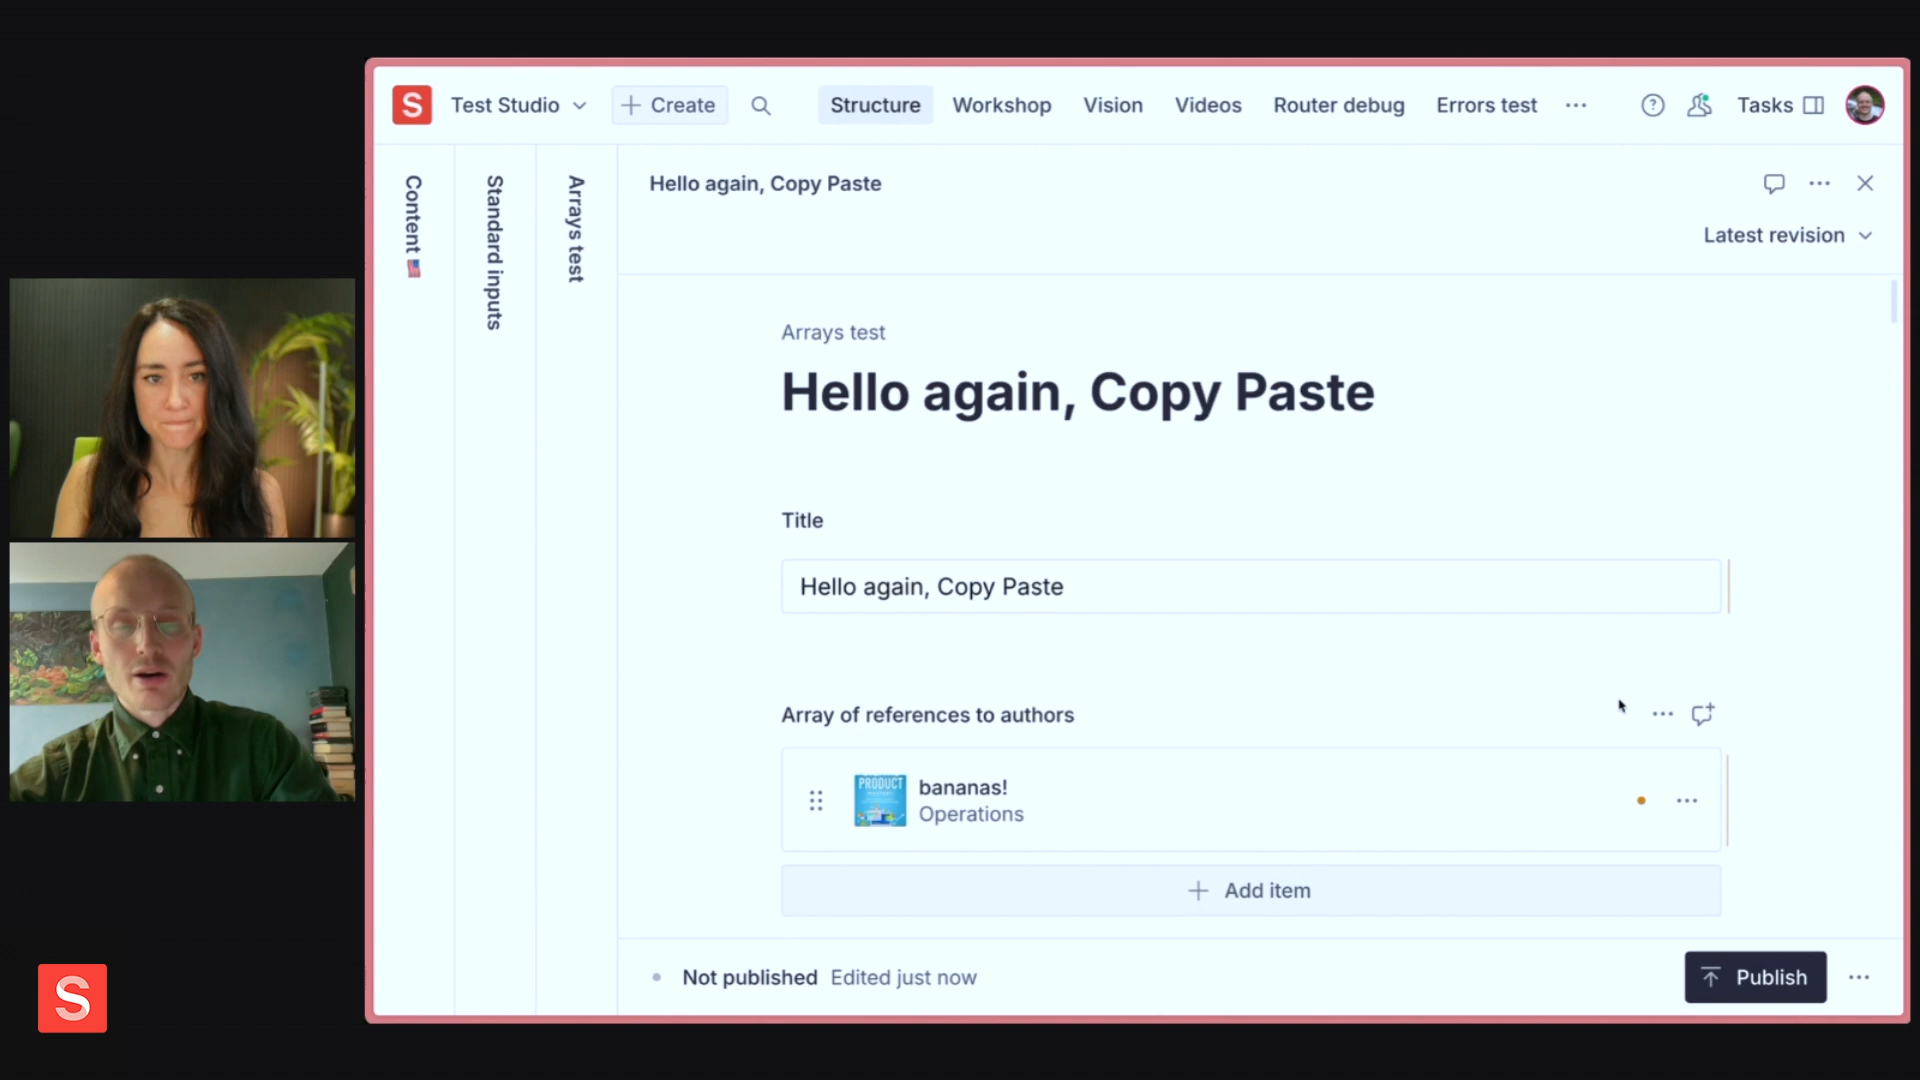 S Test Studio Create Structure Workshop Vision Videos Router debug Errors test Tasks
Content
Standard inputs
Arrays test
Hello again, Copy Paste
Latest revision
Arrays test
Hello again, Copy Paste
Title
Hello again, Copy Paste
Array of references to authors
PRODUCT
bananas!
Operations
Add item
Not published Edited just now
Publish
S